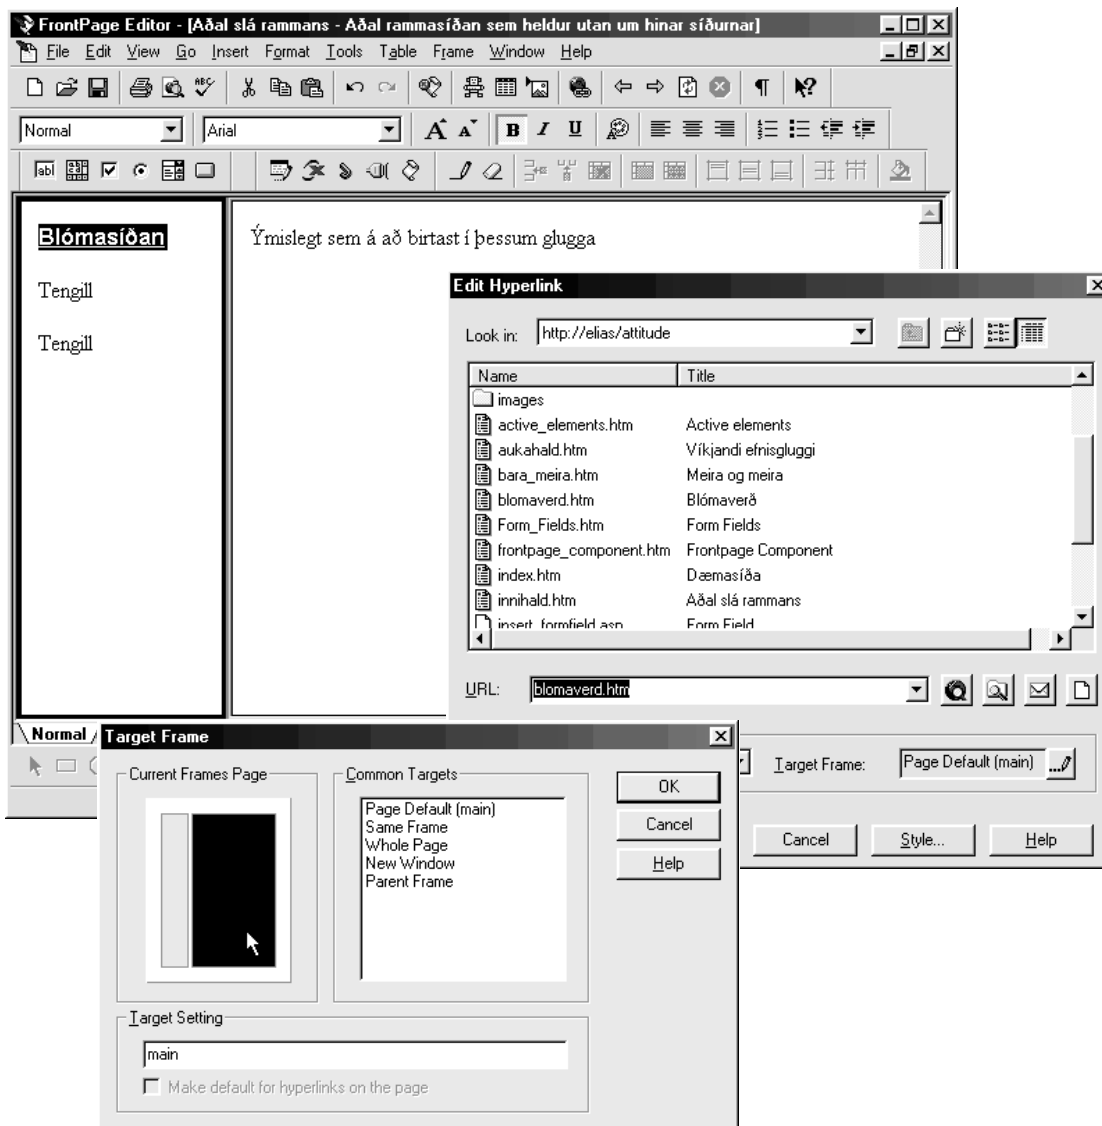 FrontPage Editor - [Aðal slá rammans - Aðal rammasíðan sem heldur utan um hinar síðurnar]
File Edit View Go Insert Format Tools Table Frame Window Help
Normal Arial
Blómasíðan
Ýmislegt sem á að birtast í þessum glugga
Tengill
Tengill
Normal
Edit Hyperlink
Look in: http://elias/attitude
Name Title
images
active_elements.htm Active elements
aukahald.htm Víkjandi efnisgluggi
bara_meira.htm Meira og meira
blomaverd.htm Blómaverð
Form_Fields.htm Form Fields
frontpage_component.htm Frontpage Component
index.htm Dæmasíða
innihald.htm Aðal slá rammans
insert_formfield.asp Form Field
URL: blomaverd.htm
Target Frame: Page Default (main)
Cancel Style... Help
Target Frame
Current Frames Page
Common Targets
Page Default (main)
Same Frame
Whole Page
New Window
Parent Frame
OK
Cancel
Help
Target Setting
main
Make default for hyperlinks on the page